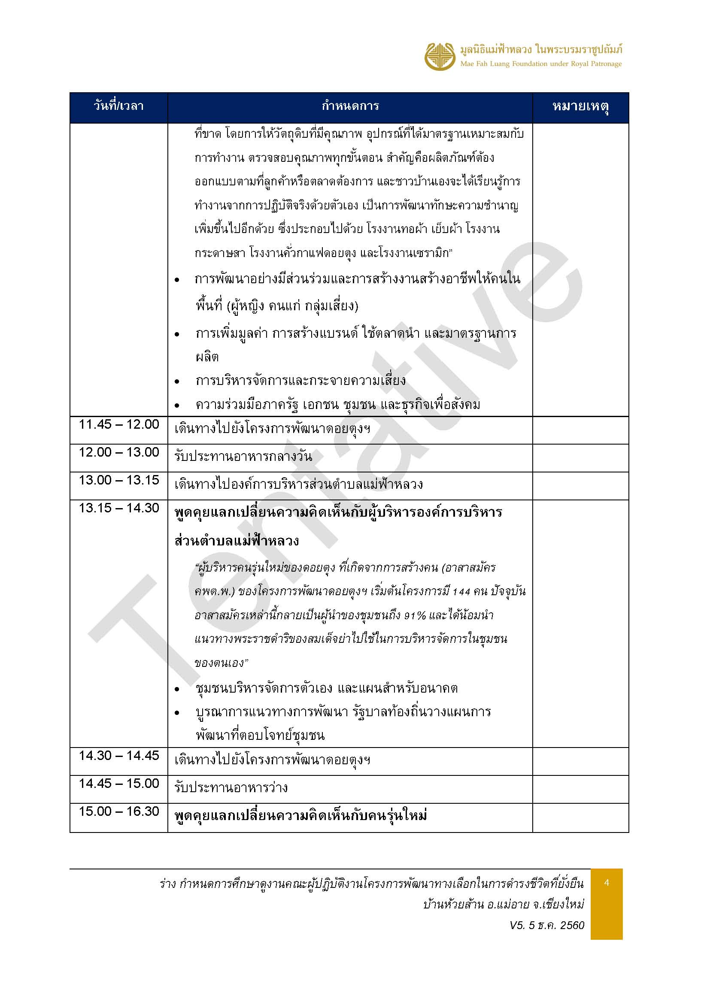 มูลนิธิแม่ฟ้าหลวง ในพระบรมราชูปถัมภ์
Mae Fah Luang Foundation under Royal Patronage
วันที่/เวลา กำหนดการ หมายเหตุ
ที่ขาด โดยการให้วัตถุดิบที่มีคุณภาพ อุปกรณ์ที่ได้มาตรฐานเหมาะสมกับ
การทำงาน ตรวจสอบคุณภาพทุกขั้นตอน สำคัญคือผลิตภัณฑ์ต้อง
ออกแบบตามที่ลูกค้าหรือตลาดต้องการ และชาวบ้านเองจะได้เรียนรู้การ
ทำงานจากการปฏิบัติจริงด้วยตัวเอง เป็นการพัฒนาทักษะความชำนาญ
เพิ่มขึ้นไปอีกด้วย ซึ่งประกอบไปด้วย โรงงานทอผ้า เย็บผ้า โรงงาน
กระดาษสา โรงงานคั่วกาแฟดอยตุง และโรงงานเซรามิก”
• การพัฒนาอย่างมีส่วนร่วมและการสร้างงานสร้างอาชีพให้คนใน
พื้นที่ (ผู้หญิง คนแก่ กลุ่มเสี่ยง)
• การเพิ่มมูลค่า การสร้างแบรนด์ ใช้ตลาดนำ และมาตรฐานการ
ผลิต
• การบริหารจัดการและกระจายความเสี่ยง
• ความร่วมมือภาครัฐ เอกชน ชุมชน และธุรกิจเพื่อสังคม
11.45 – 12.00 เดินทางไปยังโครงการพัฒนาดอยตุงฯ
12.00 – 13.00 รับประทานอาหารกลางวัน
13.00 – 13.15 เดินทางไปองค์การบริหารส่วนตำบลแม่ฟ้าหลวง
13.15 – 14.30 พูดคุยแลกเปลี่ยนความคิดเห็นกับผู้บริหารองค์การบริหาร
ส่วนตำบลแม่ฟ้าหลวง
“ผู้บริหารคนรุ่นใหม่ของดอยตุง ที่เกิดจากการสร้างคน (อาสาสมัคร
คพต.พ.) ของโครงการพัฒนาดอยตุงฯ เริ่มต้นโครงการมี 144 คน ปัจจุบัน
อาสาสมัครเหล่านี้กลายเป็นผู้นำของชุมชนถึง 91% และได้น้อมนำ
แนวทางพระราชดำริของสมเด็จย่าไปใช้ในการบริหารจัดการในชุมชน
ของตนเอง”
• ชุมชนบริหารจัดการตัวเอง และแผนสำหรับอนาคต
• บูรณาการแนวทางการพัฒนา รัฐบาลท้องถิ่นวางแผนการ
พัฒนาที่ตอบโจทย์ชุมชน
14.30 – 14.45 เดินทางไปยังโครงการพัฒนาดอยตุงฯ
14.45 – 15.00 รับประทานอาหารว่าง
15.00 – 16.30 พูดคุยแลกเปลี่ยนความคิดเห็นกับคนรุ่นใหม่
Tentative
ร่าง กำหนดการศึกษาดูงานคณะผู้ปฏิบัติงานโครงการพัฒนาทางเลือกในการดำรงชีวิตที่ยั่งยืน 4
บ้านห้วยส้าน อ.แม่อาย จ.เชียงใหม่
V5. 5 ธ.ค. 2560